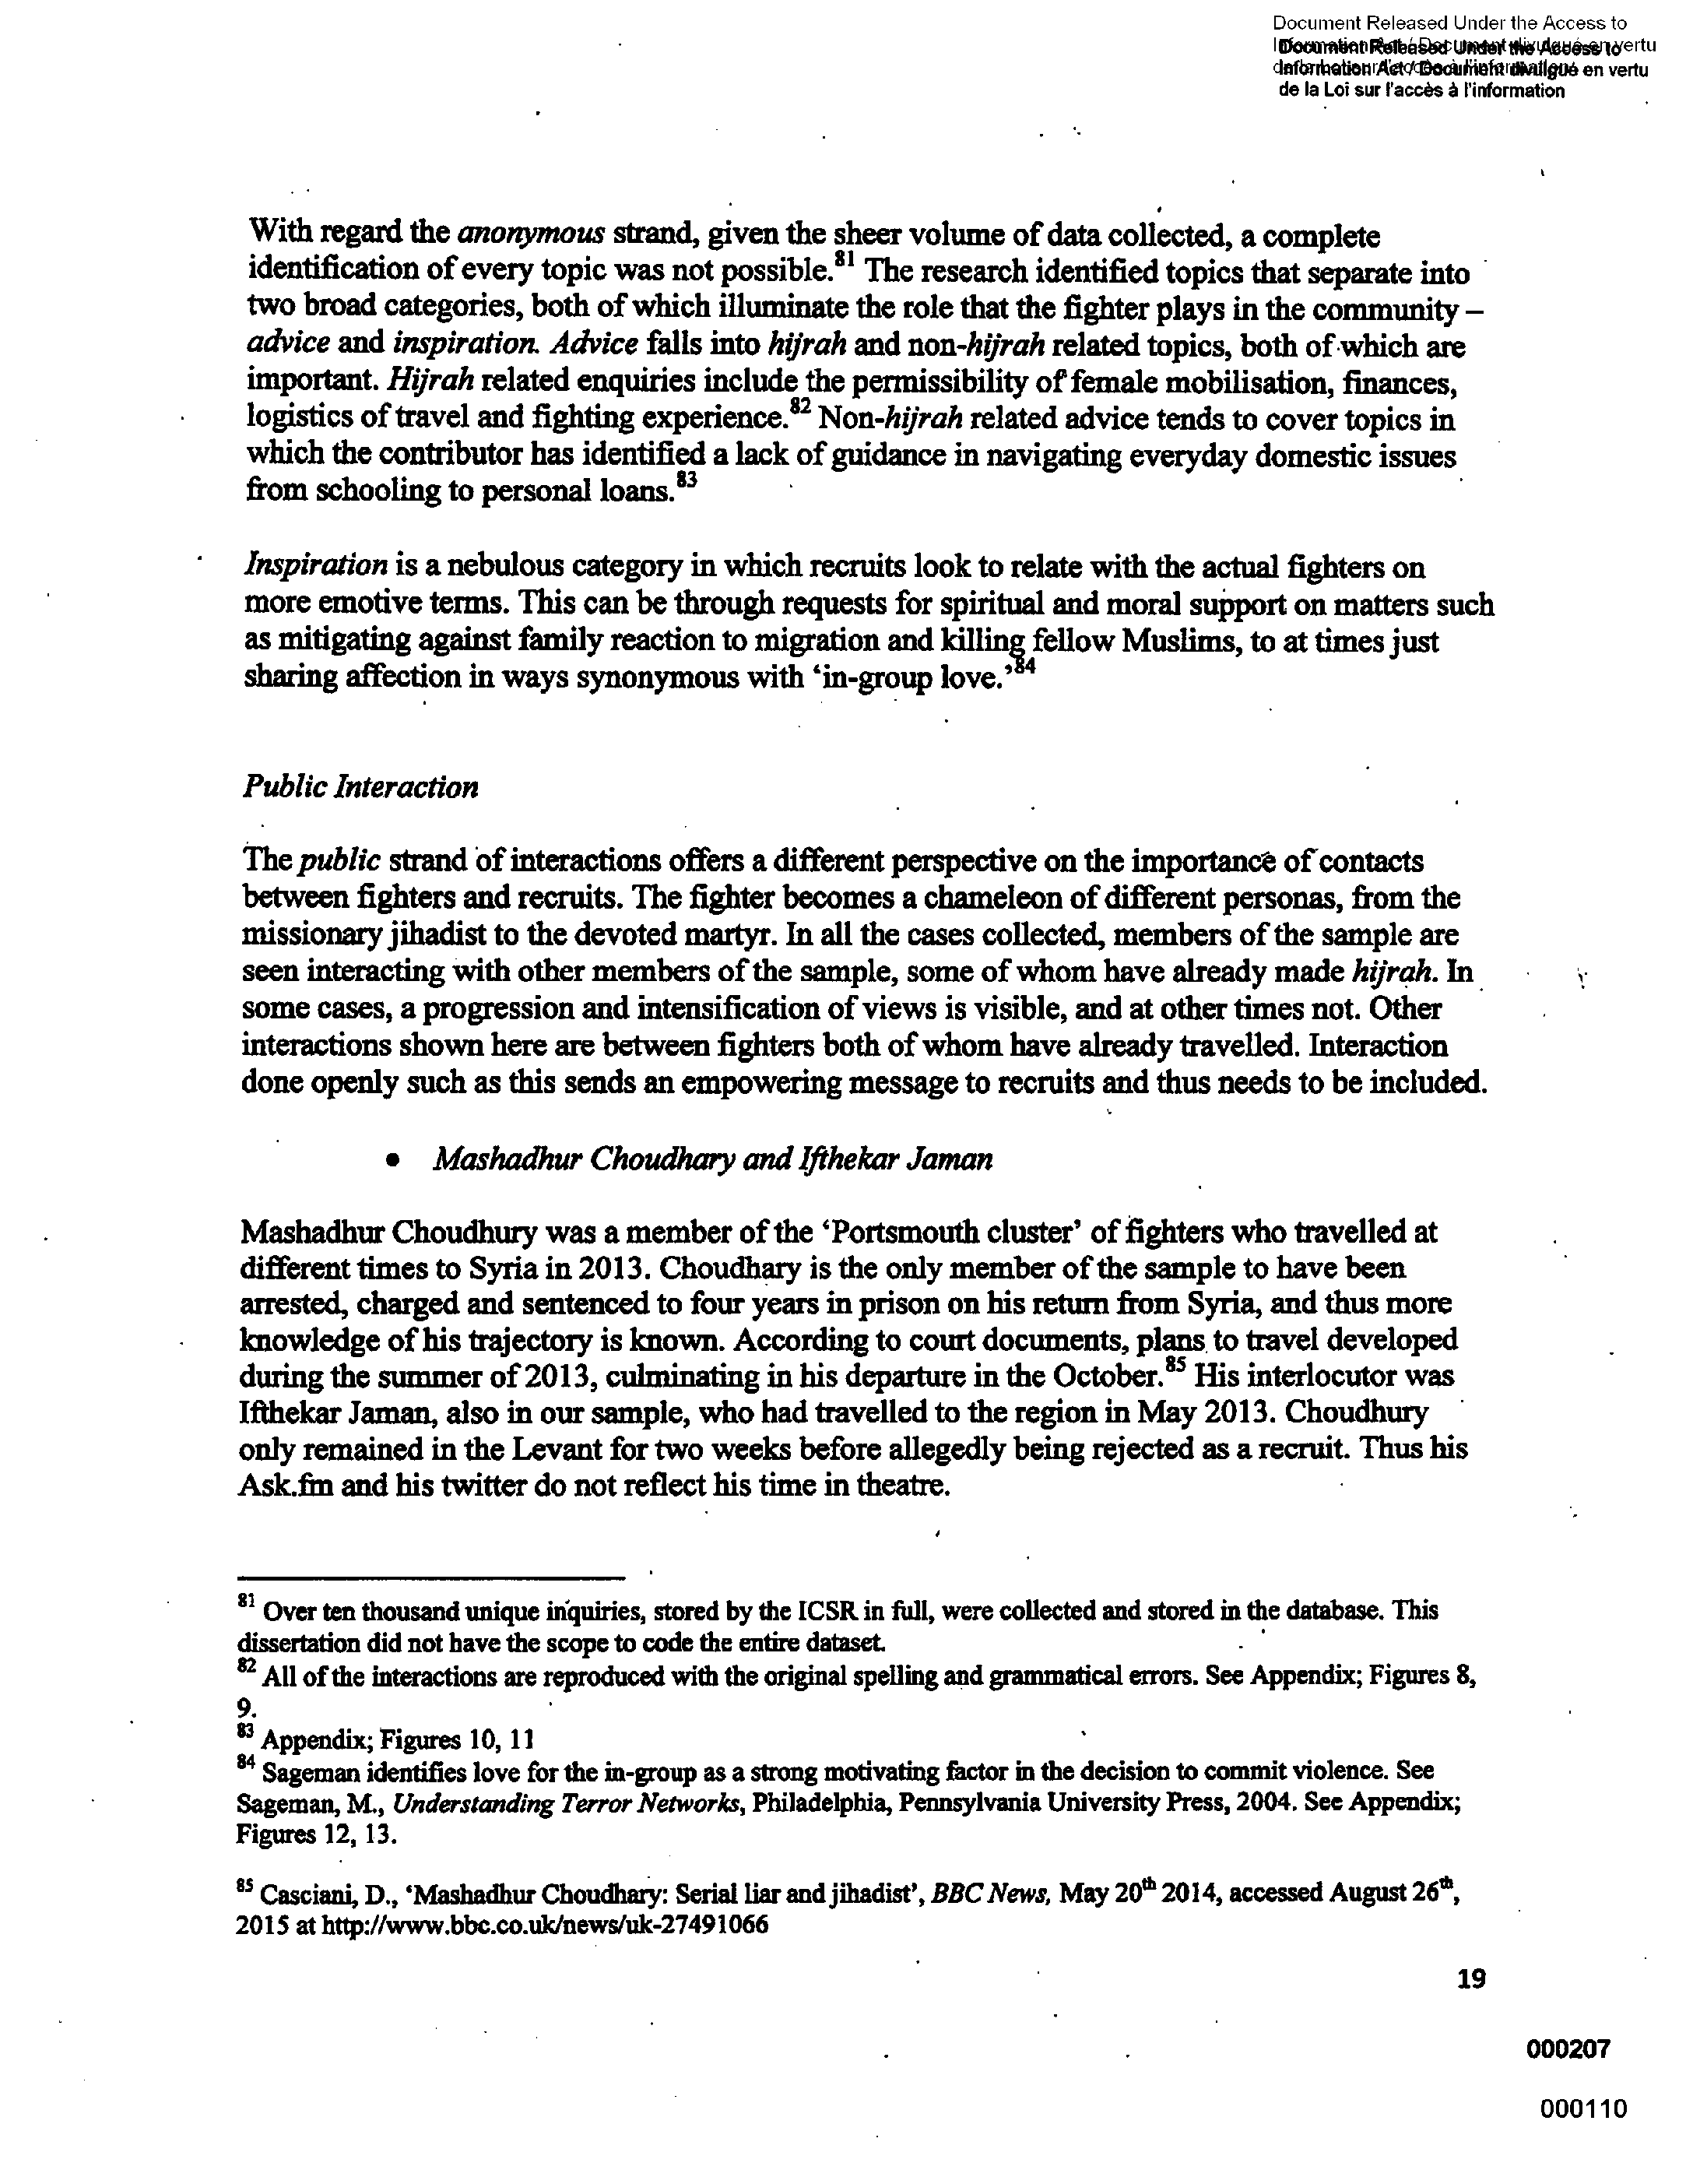 Document Released Under the Access to
Information Act / Document divulgué en vertu
de la Loi sur l'accès à l'information
Document Released Under the Access to
Information Act / Document divulgué en vertu
de la Loi sur l'accès à l'information
With regard the anonymous strand, given the sheer volume of data collected, a complete
identification of every topic was not possible.81 The research identified topics that separate into
two broad categories, both of which illuminate the role that the fighter plays in the community –
advice and inspiration. Advice falls into hijrah and non-hijrah related topics, both of which are
important. Hijrah related enquiries include the permissibility of female mobilisation, finances,
logistics of travel and fighting experience.82 Non-hijrah related advice tends to cover topics in
which the contributor has identified a lack of guidance in navigating everyday domestic issues
from schooling to personal loans.83
Inspiration is a nebulous category in which recruits look to relate with the actual fighters on
more emotive terms. This can be through requests for spiritual and moral support on matters such
as mitigating against family reaction to migration and killing fellow Muslims, to at times just
sharing affection in ways synonymous with ‘in-group love.’84
Public Interaction
The public strand of interactions offers a different perspective on the importance of contacts
between fighters and recruits. The fighter becomes a chameleon of different personas, from the
missionary jihadist to the devoted martyr. In all the cases collected, members of the sample are
seen interacting with other members of the sample, some of whom have already made hijrah. In
some cases, a progression and intensification of views is visible, and at other times not. Other
interactions shown here are between fighters both of whom have already travelled. Interaction
done openly such as this sends an empowering message to recruits and thus needs to be included.
• Mashadhur Choudhary and Ifthekar Jaman
Mashadhur Choudhury was a member of the ‘Portsmouth cluster’ of fighters who travelled at
different times to Syria in 2013. Choudhary is the only member of the sample to have been
arrested, charged and sentenced to four years in prison on his return from Syria, and thus more
knowledge of his trajectory is known. According to court documents, plans to travel developed
during the summer of 2013, culminating in his departure in the October.85 His interlocutor was
Ifthekar Jaman, also in our sample, who had travelled to the region in May 2013. Choudhury
only remained in the Levant for two weeks before allegedly being rejected as a recruit. Thus his
Ask.fm and his twitter do not reflect his time in theatre.
81 Over ten thousand unique inquiries, stored by the ICSR in full, were collected and stored in the database. This
dissertation did not have the scope to code the entire dataset.
82 All of the interactions are reproduced with the original spelling and grammatical errors. See Appendix; Figures 8,
9.
83 Appendix; Figures 10, 11
84 Sageman identifies love for the in-group as a strong motivating factor in the decision to commit violence. See
Sageman, M., Understanding Terror Networks, Philadelphia, Pennsylvania University Press, 2004. See Appendix;
Figures 12, 13.
85 Casciani, D., ‘Mashadhur Choudhary: Serial liar and jihadist’, BBC News, May 20th 2014, accessed August 26th,
2015 at http://www.bbc.co.uk/news/uk-27491066
19
000207
000110